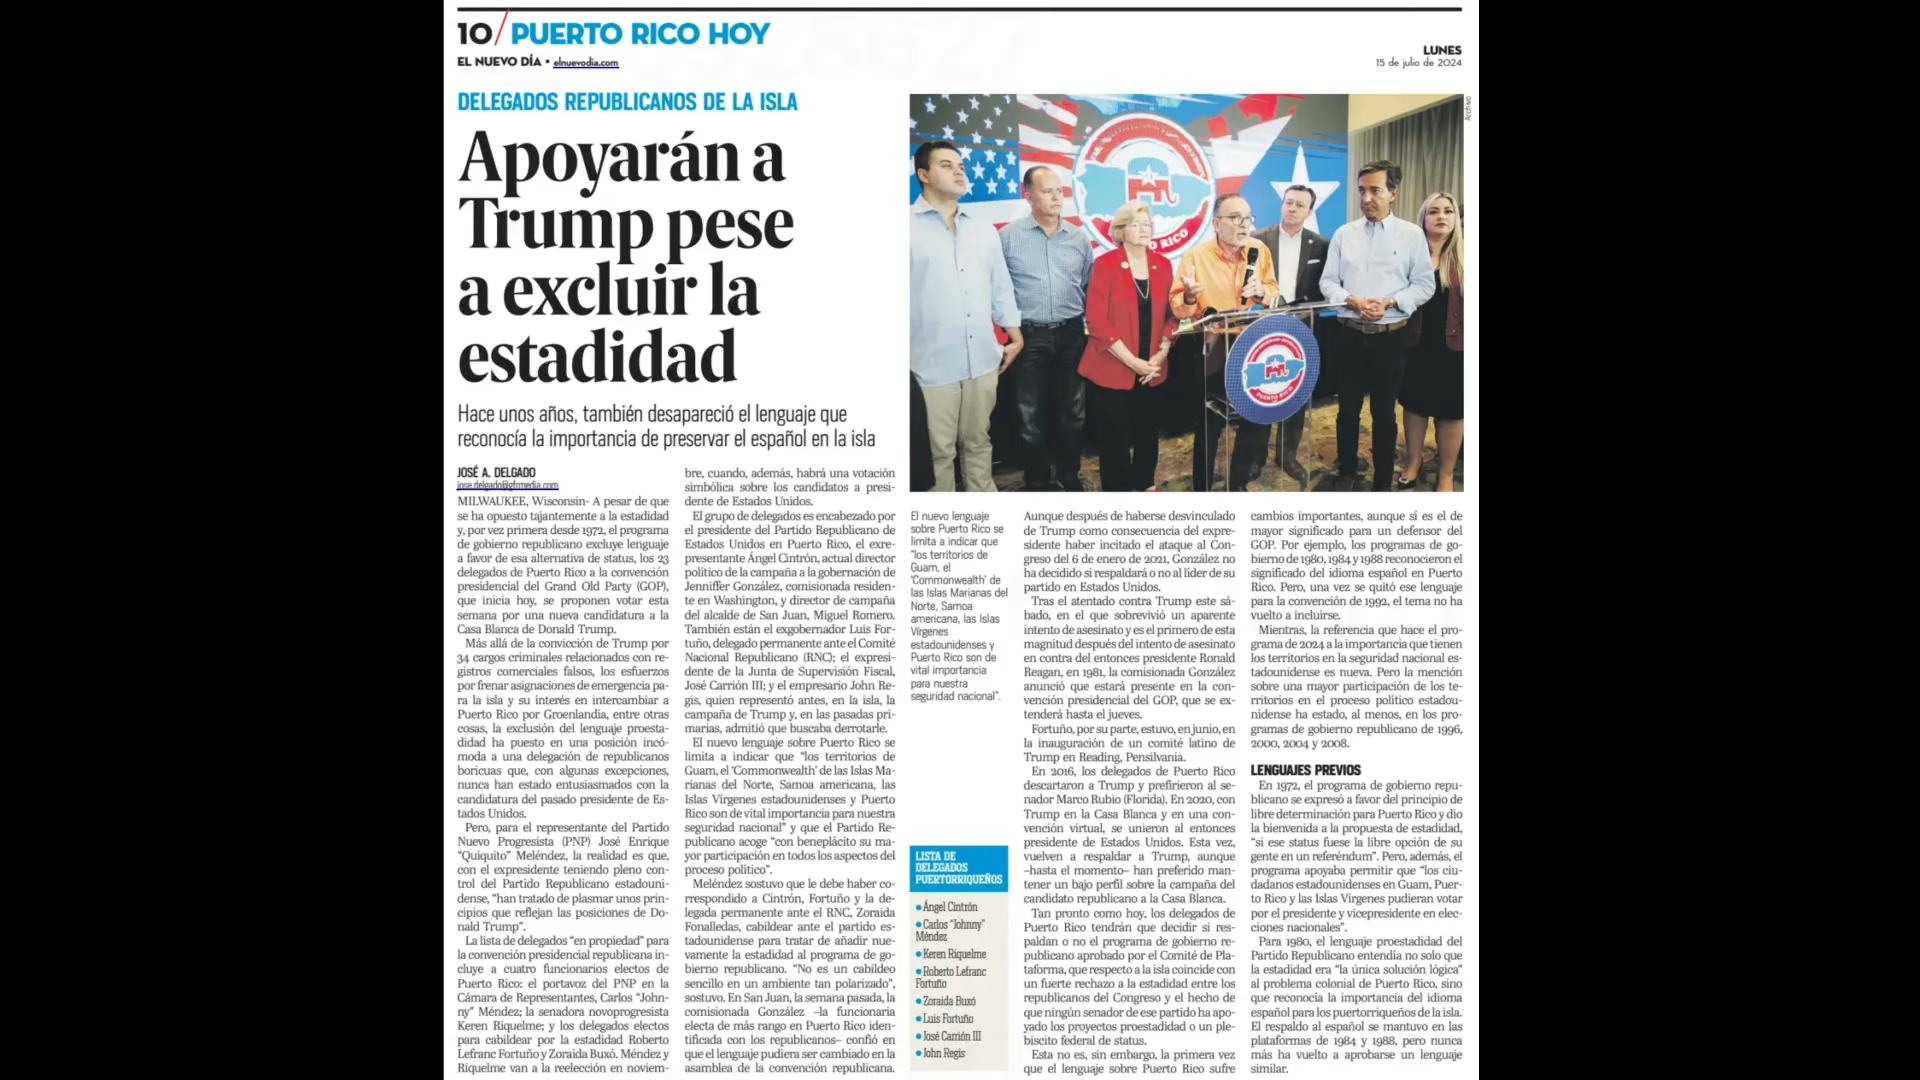 10/PUERTO RICO HOY
EL NUEVO DÍA • elnuevodia.com
LUNES
15 de julio de 2024
DELEGADOS REPUBLICANOS DE LA ISLA
Apoyarán a
Trump pese
a excluir la
estadidad
Hace unos años, también desapareció el lenguaje que
reconocía la importancia de preservar el español en la isla
Archivo
PUERTO RICO
JOSÉ A. DELGADO
jose.delgado@gfrmedia.com
MILWAUKEE, Wisconsin- A pesar de que
se ha opuesto tajantemente a la estadidad
y, por vez primera desde 1972, el programa
de gobierno republicano excluye lenguaje
a favor de esa alternativa de status, los 23
delegados de Puerto Rico a la convención
presidencial del Grand Old Party (GOP),
que inicia hoy, se proponen votar esta
semana por una nueva candidatura a la
Casa Blanca de Donald Trump.
Más allá de la convicción de Trump por
34 cargos criminales relacionados con re-
gistros comerciales falsos, los esfuerzos
por frenar asignaciones de emergencia pa-
ra la isla y su interés en intercambiar a
Puerto Rico por Groenlandia, entre otras
cosas, la exclusión del lenguaje proesta-
didad ha puesto en una posición incó-
moda a una delegación de republicanos
boricuas que, con algunas excepciones,
nunca han estado entusiasmados con la
candidatura del pasado presidente de Es-
tados Unidos.
Pero, para el representante del Partido
Nuevo Progresista (PNP) José Enrique
"Quiquito" Meléndez, la realidad es que,
con el expresidente teniendo pleno con-
trol del Partido Republicano estadouni-
dense, "han tratado de plasmar unos prin-
cipios que reflejan las posiciones de Do-
nald Trump".
La lista de delegados "en propiedad" para
la convención presidencial republicana in-
cluye a cuatro funcionarios electos de
Puerto Rico: el portavoz del PNP en la
Cámara de Representantes, Carlos "John-
ny" Méndez; la senadora novoprogresista
Keren Riquelme; y los delegados electos
para cabildear por la estadidad Roberto
Lefranc Fortuño y Zoraida Buxó. Méndez y
Riquelme van a la reelección en noviem-
bre, cuando, además, habrá una votación
simbólica sobre los candidatos a presi-
dente de Estados Unidos.
El grupo de delegados es encabezado por
el presidente del Partido Republicano de
Estados Unidos en Puerto Rico, el exre-
presentante Ángel Cintrón, actual director
político de la campaña a la gobernación de
Jenniffer González, comisionada residen-
te en Washington, y director de campaña
del alcalde de San Juan, Miguel Romero.
También están el exgobernador Luis For-
tuño, delegado permanente ante el Comité
Nacional Republicano (RNC); el expresi-
dente de la Junta de Supervisión Fiscal,
José Carrión III; y el empresario John Re-
gis, quien representó antes, en la isla, la
campaña de Trump y, en las pasadas pri-
marias, admitió que buscaba derrotarle.
El nuevo lenguaje sobre Puerto Rico se
limita a indicar que "los territorios de
Guam, el 'Commonwealth' de las Islas Ma-
rianas del Norte, Samoa americana, las
Islas Vírgenes estadounidenses y Puerto
Rico son de vital importancia para nuestra
seguridad nacional" y que el Partido Re-
publicano acoge "con beneplácito su ma-
yor participación en todos los aspectos del
proceso político".
Meléndez sostuvo que le debe haber co-
rrespondido a Cintrón, Fortuño y la de-
legada permanente ante el RNC, Zoraida
Fonalledas, cabildear ante el partido es-
tadounidense para tratar de añadir nue-
vamente la estadidad al programa de go-
bierno republicano. "No es un cabildeo
sencillo en un ambiente tan polarizado",
sostuvo. En San Juan, la semana pasada, la
comisionada González –la funcionaria
electa de más rango en Puerto Rico iden-
tificada con los republicanos– confió en
que el lenguaje pudiera ser cambiado en la
asamblea de la convención republicana.
El nuevo lenguaje
sobre Puerto Rico se
limita a indicar que
"los territorios de
Guam, el
'Commonwealth' de
las Islas Marianas del
Norte, Samoa
americana, las Islas
Vírgenes
estadounidenses y
Puerto Rico son de
vital importancia
para nuestra
seguridad nacional".
LISTA DE
DELEGADOS
PUERTORRIQUEÑOS
• Ángel Cintrón
• Carlos "Johnny"
Méndez
• Keren Riquelme
• Roberto Lefranc
Fortuño
• Zoraida Buxó
• Luis Fortuño
• José Carrión III
• John Regis
Aunque después de haberse desvinculado
de Trump como consecuencia del expre-
sidente haber incitado el ataque al Con-
greso del 6 de enero de 2021, González no
ha decidido si respaldará o no al líder de su
partido en Estados Unidos.
Tras el atentado contra Trump este sá-
bado, en el que sobrevivió un aparente
intento de asesinato y es el primero de esta
magnitud después del intento de asesinato
en contra del entonces presidente Ronald
Reagan, en 1981, la comisionada González
anunció que estará presente en la con-
vención presidencial del GOP, que se ex-
tenderá hasta el jueves.
Fortuño, por su parte, estuvo, en junio, en
la inauguración de un comité latino de
Trump en Reading, Pensilvania.
En 2016, los delegados de Puerto Rico
descartaron a Trump y prefirieron al se-
nador Marco Rubio (Florida). En 2020, con
Trump en la Casa Blanca y en una con-
vención virtual, se unieron al entonces
presidente de Estados Unidos. Esta vez,
vuelven a respaldar a Trump, aunque
–hasta el momento– han preferido man-
tener un bajo perfil sobre la campaña del
candidato republicano a la Casa Blanca.
Tan pronto como hoy, los delegados de
Puerto Rico tendrán que decidir si res-
paldan o no el programa de gobierno re-
publicano aprobado por el Comité de Pla-
taforma, que respecto a la isla coincide con
un fuerte rechazo a la estadidad entre los
republicanos del Congreso y el hecho de
que ningún senador de ese partido ha apo-
yado los proyectos proestadidad o un ple-
biscito federal de status.
Esta no es, sin embargo, la primera vez
que el lenguaje sobre Puerto Rico sufre
cambios importantes, aunque sí es el de
mayor significado para un defensor del
GOP. Por ejemplo, los programas de go-
bierno de 1980, 1984 y 1988 reconocieron el
significado del idioma español en Puerto
Rico. Pero, una vez se quitó ese lenguaje
para la convención de 1992, el tema no ha
vuelto a incluirse.
Mientras, la referencia que hace el pro-
grama de 2024 a la importancia que tienen
los territorios en la seguridad nacional es-
tadounidense es nueva. Pero la mención
sobre una mayor participación de los te-
rritorios en el proceso político estadou-
nidense ha estado, al menos, en los pro-
gramas de gobierno republicano de 1996,
2000, 2004 y 2008.
LENGUAJES PREVIOS
En 1972, el programa de gobierno repu-
blicano se expresó a favor del principio de
libre determinación para Puerto Rico y dio
la bienvenida a la propuesta de estadidad,
"si ese status fuese la libre opción de su
gente en un referéndum". Pero, además, el
programa apoyaba permitir que "los ciu-
dadanos estadounidenses en Guam, Puer-
to Rico y las Islas Vírgenes pudieran votar
por el presidente y vicepresidente en elec-
ciones nacionales".
Para 1980, el lenguaje proestadidad del
Partido Republicano entendía no solo que
la estadidad era "la única solución lógica"
al problema colonial de Puerto Rico, sino
que reconocía la importancia del idioma
español para los puertorriqueños de la isla.
El respaldo al español se mantuvo en las
plataformas de 1984 y 1988, pero nunca
más ha vuelto a aprobarse un lenguaje
similar.